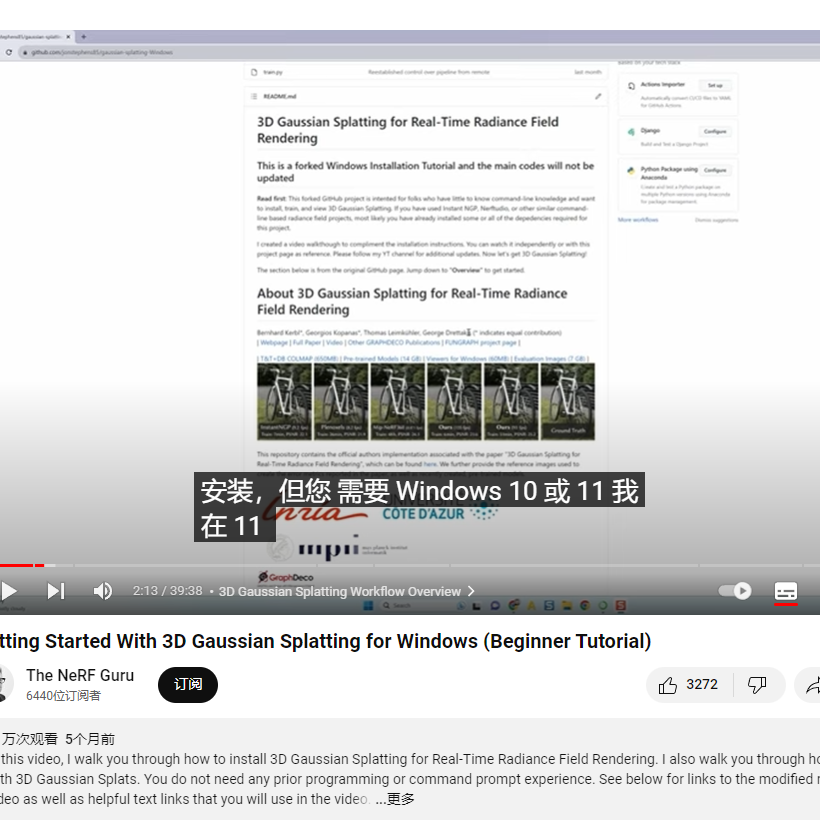 github.com/jonstephens85/gaussian-splatting-Windows
train.py
Reestablished control over pipeline from remote
last month
README.md
3D Gaussian Splatting for Real-Time Radiance Field
Rendering
This is a forked Windows Installation Tutorial and the main codes will not be
updated
Read first: This forked GitHub project is intented for folks who have little to know command-line knowledge and want
to install, train, and view 3D Gaussian Splatting. If you have used Instant NGP, Nerfstudio, or other similar command-
line based radiance field projects, most likely you have already installed some or all of the depedencies required for
this project.
I created a video walkthough to compliment the installation instructions. You can watch it independently or with this
project page as reference. Please follow my YT channel for additional updates. Now let's get 3D Gaussian Splatting!
The section below is from the original GitHub page. Jump down to "Overview" to get started.
About 3D Gaussian Splatting for Real-Time Radiance
Field Rendering
Bernhard Kerbl*, Georgios Kopanas*, Thomas Leimkühler, George Drettakis (* indicates equal contribution)
| Webpage | Full Paper | Video | Other GRAPHDECO Publications | FUNGRAPH project page |
| T&T+DB COLMAP (650MB) | Pre-trained Models (14 GB) | Viewers for Windows (60MB) | Evaluation Images (7 GB) |
InstantNGP
Plenoxels
Mip-NeRF360
Ours
Ours
Ground Truth
This repository contains the official authors implementation associated with the paper "3D Gaussian Splatting for
Real-Time Radiance Field Rendering", which can be found here. We further provide the reference images used to
Actions Importer
Set up
Automatically convert CI/CD files to YAML
for GitHub Actions.
Django
Configure
Build and Test a Django Project
Python Package using
Anaconda
Configure
Create and test a Python package on
multiple Python versions using Anaconda
for package management.
More workflows
Dismiss suggestions
安装，但您 需要 Windows 10 或 11 我
在 11
Inria
CÔTE D'AZUR
mpii
max planck institut
informatik
GraphDeco
2:13 / 39:38 • 3D Gaussian Splatting Workflow Overview
Search
tting Started With 3D Gaussian Splatting for Windows (Beginner Tutorial)
The NeRF Guru
6440位订阅者
订阅
3272
万次观看 5个月前
this video, I walk you through how to install 3D Gaussian Splatting for Real-Time Radiance Field Rendering. I also walk you through ho
th 3D Gaussian Splats. You do not need any prior programming or command prompt experience. See below for links to the modified
deo as well as helpful text links that you will use in the video. ...更多